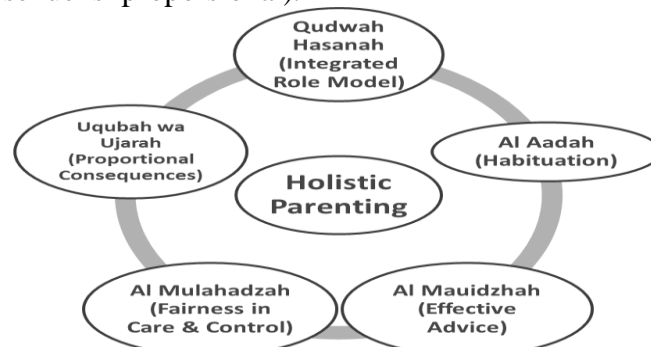 Qudwah
Hasanah
(Integrated
Role Model)
Uqubah wa
Ujarah
(Proportional
Consequences)
Al Aadah
(Habituation)
Holistic
Parenting
Al Mulahadzah
(Fairness in
Care & Control)
Al Mauidzhah
(Effective
Advice)